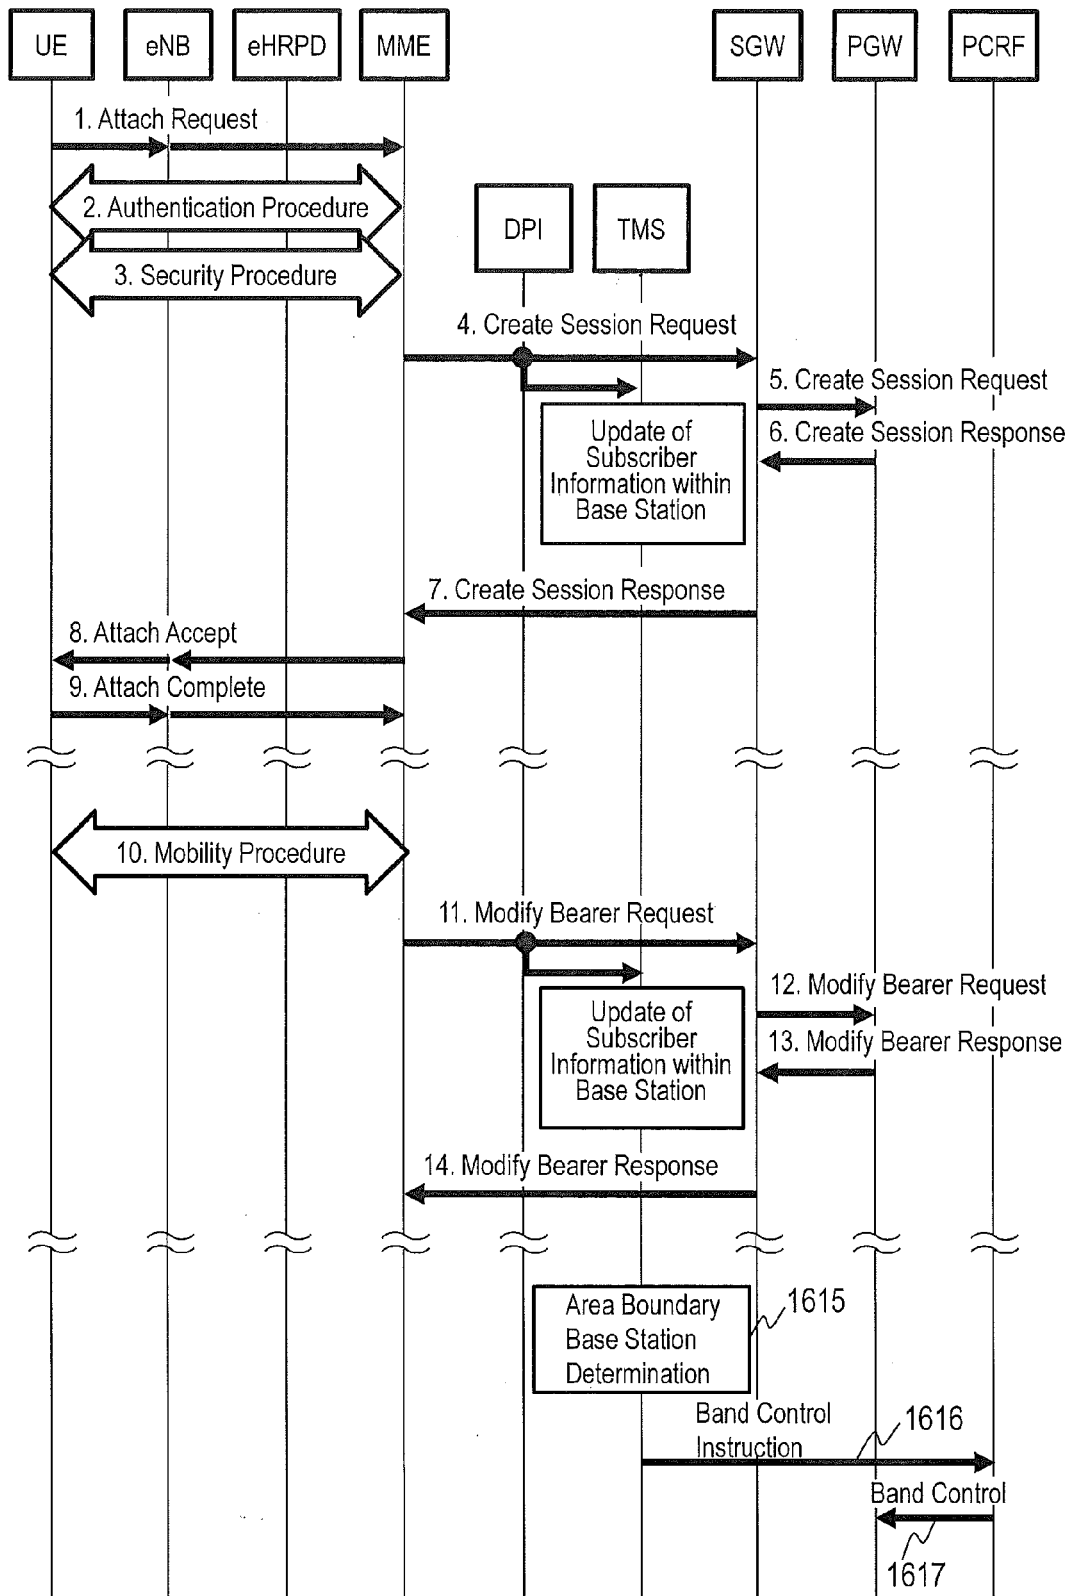 UE
eNB
eHRPD
MME
SGW
PGW
PCRF
1. Attach Request
2. Authentication Procedure
DPI
TMS
3. Security Procedure
4. Create Session Request
5. Create Session Request
Update of
Subscriber
Information within
Base Station
6. Create Session Response
7. Create Session Response
8. Attach Accept
9. Attach Complete
10. Mobility Procedure
11. Modify Bearer Request
12. Modify Bearer Request
Update of
Subscriber
Information within
Base Station
13. Modify Bearer Response
14. Modify Bearer Response
Area Boundary
Base Station
Determination
1615
Band Control
Instruction
1616
Band Control
1617